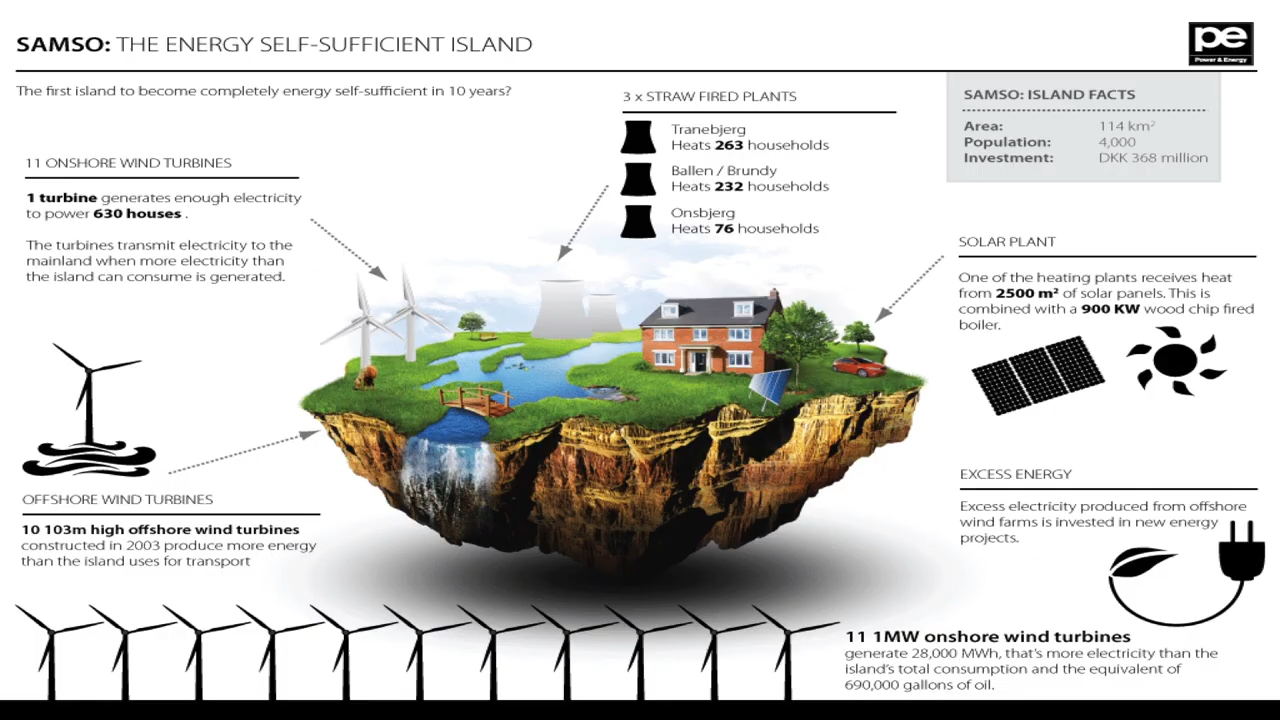 SAMSO: THE ENERGY SELF-SUFFICIENT ISLAND
pe
Power & Energy
The first island to become completely energy self-sufficient in 10 years?
11 ONSHORE WIND TURBINES
1 turbine generates enough electricity
to power 630 houses .
The turbines transmit electricity to the
mainland when more electricity than
the island can consume is generated.
3 x STRAW FIRED PLANTS
Tranebjerg
Heats 263 households
Ballen / Brundy
Heats 232 households
Onsbjerg
Heats 76 households
SAMSO: ISLAND FACTS
Area: 114 km²
Population: 4,000
Investment: DKK 368 million
SOLAR PLANT
One of the heating plants receives heat
from 2500 m² of solar panels. This is
combined with a 900 KW wood chip fired
boiler.
OFFSHORE WIND TURBINES
10 103m high offshore wind turbines
constructed in 2003 produce more energy
than the island uses for transport
EXCESS ENERGY
Excess electricity produced from offshore
wind farms is invested in new energy
projects.
11 1MW onshore wind turbines
generate 28,000 MWh, that's more electricity than the
island's total consumption and the equivalent of
690,000 gallons of oil.